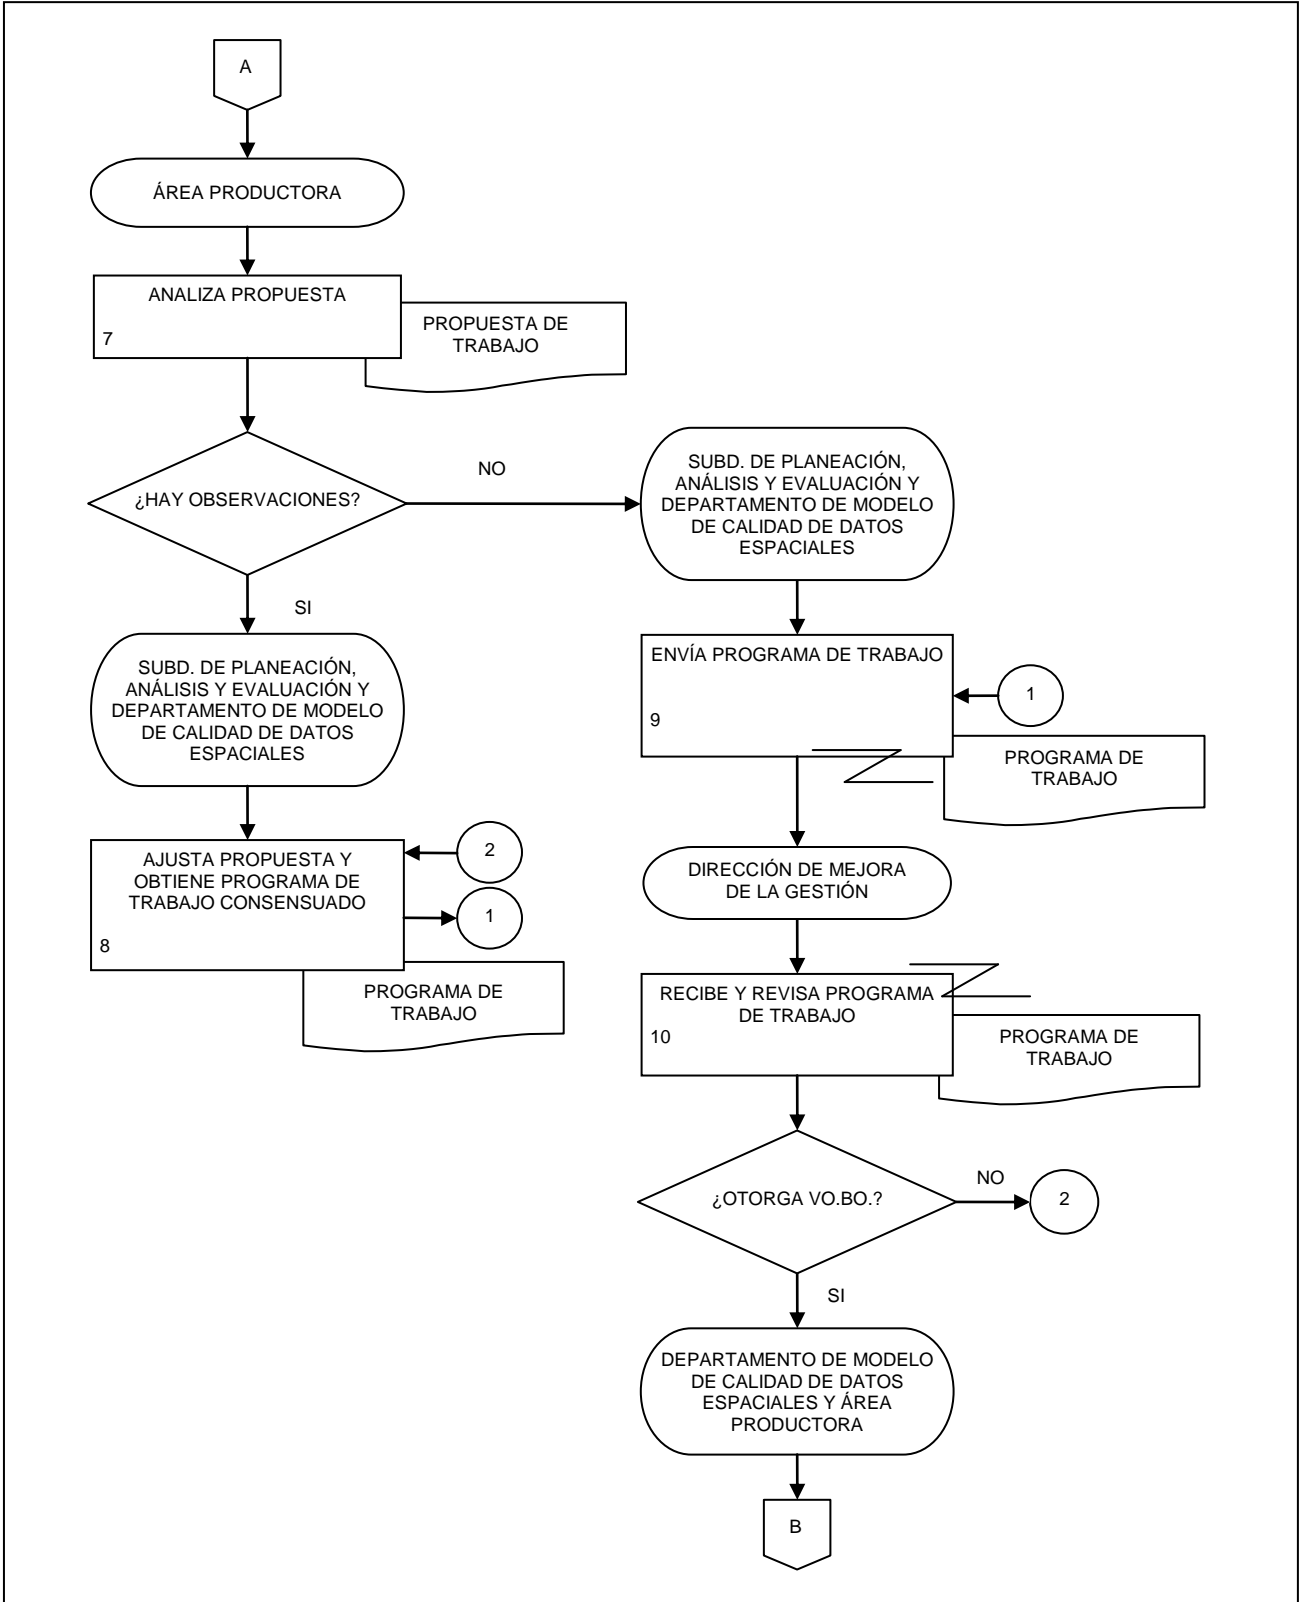 A
ÁREA PRODUCTORA
ANALIZA PROPUESTA
7
PROPUESTA DE
TRABAJO
¿HAY OBSERVACIONES?
NO
SI
SUBD. DE PLANEACIÓN,
ANÁLISIS Y EVALUACIÓN Y
DEPARTAMENTO DE MODELO
DE CALIDAD DE DATOS
ESPACIALES
AJUSTA PROPUESTA Y
OBTIENE PROGRAMA DE
TRABAJO CONSENSUADO
8
2
1
PROGRAMA DE
TRABAJO
SUBD. DE PLANEACIÓN,
ANÁLISIS Y EVALUACIÓN Y
DEPARTAMENTO DE MODELO
DE CALIDAD DE DATOS
ESPACIALES
ENVÍA PROGRAMA DE TRABAJO
9
1
PROGRAMA DE
TRABAJO
DIRECCIÓN DE MEJORA
DE LA GESTIÓN
RECIBE Y REVISA PROGRAMA
DE TRABAJO
10
PROGRAMA DE
TRABAJO
¿OTORGA VO.BO.?
NO
2
SI
DEPARTAMENTO DE MODELO
DE CALIDAD DE DATOS
ESPACIALES Y ÁREA
PRODUCTORA
B